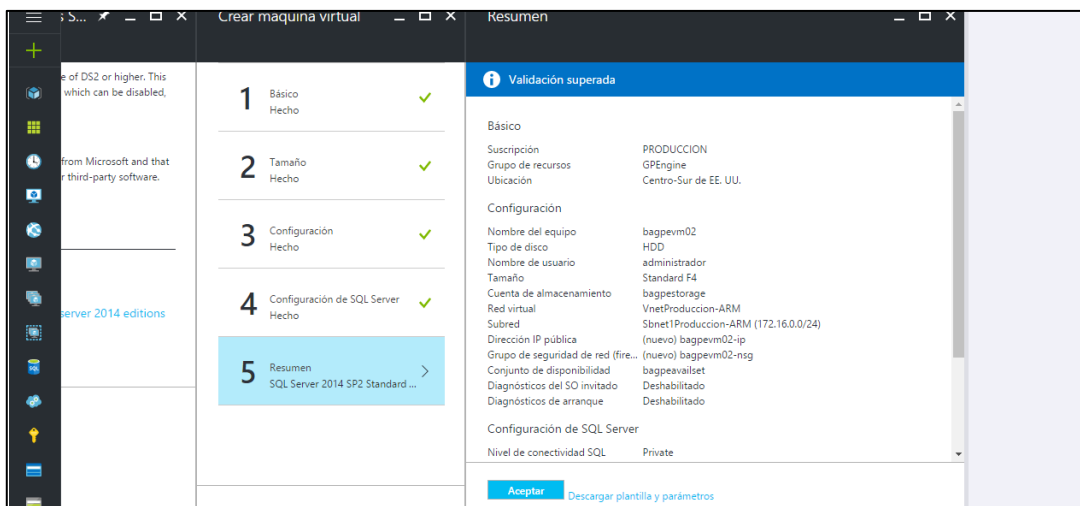 s S...
e of DS2 or higher. This
which can be disabled,
from Microsoft and that
r third-party software.
server 2014 editions
Crear máquina virtual
1
Básico
Hecho
2
Tamaño
Hecho
3
Configuración
Hecho
4
Configuración de SQL Server
Hecho
5
Resumen
SQL Server 2014 SP2 Standard ...
Resumen
Validación superada
Básico
Suscripción PRODUCCION
Grupo de recursos GPEngine
Ubicación Centro-Sur de EE. UU.
Configuración
Nombre del equipo bagpevm02
Tipo de disco HDD
Nombre de usuario administrador
Tamaño Standard F4
Cuenta de almacenamiento bagpestorage
Red virtual VnetProduccion-ARM
Subred Sbnet1Produccion-ARM (172.16.0.0/24)
Dirección IP pública (nuevo) bagpevm02-ip
Grupo de seguridad de red (fire... (nuevo) bagpevm02-nsg
Conjunto de disponibilidad bagpeavailset
Diagnósticos del SO invitado Deshabilitado
Diagnósticos de arranque Deshabilitado
Configuración de SQL Server
Nivel de conectividad SQL Private
Aceptar
Descargar plantilla y parámetros